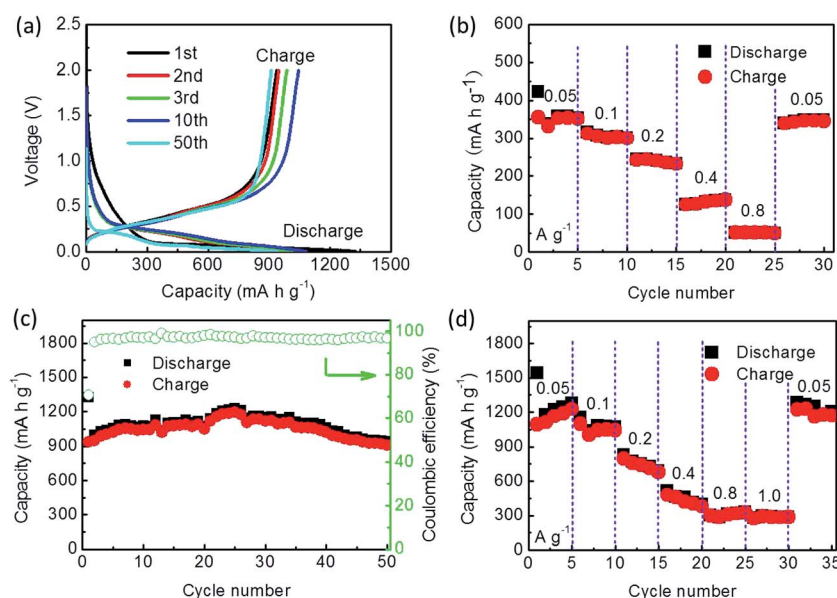 (a)
2.5
2.0
1.5
1.0
0.5
0.0
Voltage (V)
1st
2nd
3rd
10th
50th
Charge
Discharge
0 300 600 900 1200 1500
Capacity (mA h g⁻¹)
(b)
600
500
400
300
200
100
0
Capacity (mA h g⁻¹)
Discharge
Charge
0.05
0.1
0.2
0.4
0.8
0.05
A g⁻¹
0 5 10 15 20 25 30
Cycle number
(c)
1800
1500
1200
900
600
300
0
Capacity (mA h g⁻¹)
Discharge
Charge
100
80
60
40
20
0
Coulombic efficiency (%)
0 10 20 30 40 50
Cycle number
(d)
1800
1500
1200
900
600
300
0
Capacity (mA h g⁻¹)
Discharge
Charge
0.05
0.1
0.2
0.4
0.8
1.0
0.05
A g⁻¹
0 5 10 15 20 25 30 35
Cycle number